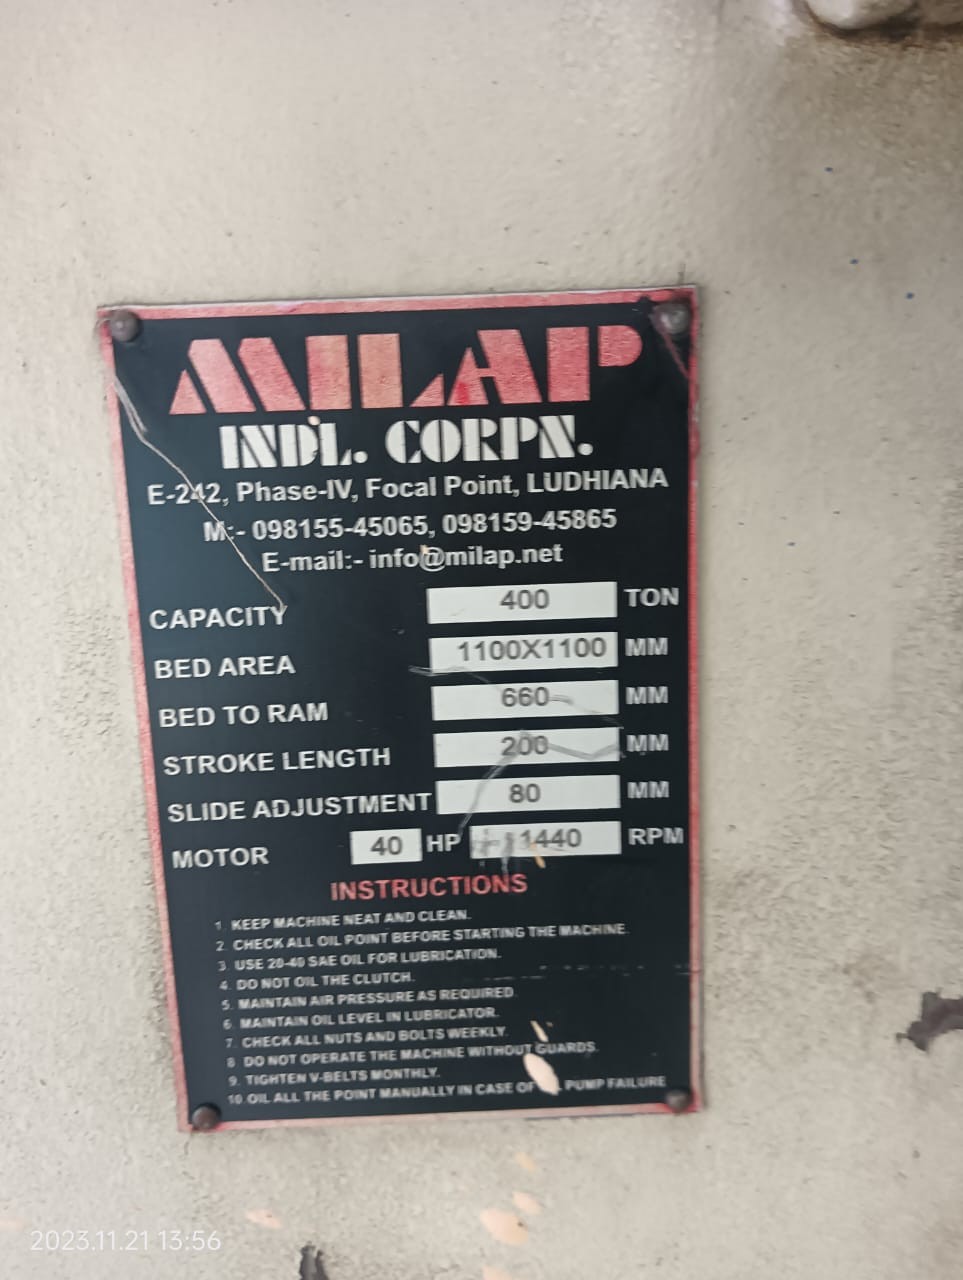 MILAP
INDL. CORPN.
E-242, Phase-IV, Focal Point, LUDHIANA
M:- 098155-45065, 098159-45865
E-mail:- info@milap.net
CAPACITY 400 TON
BED AREA 1100X1100 MM
BED TO RAM 660 MM
STROKE LENGTH 200 MM
SLIDE ADJUSTMENT 80 MM
MOTOR 40 HP 1440 RPM
INSTRUCTIONS
1. KEEP MACHINE NEAT AND CLEAN.
2. CHECK ALL OIL POINT BEFORE STARTING THE MACHINE.
3. USE 20-40 SAE OIL FOR LUBRICATION.
4. DO NOT OIL THE CLUTCH.
5. MAINTAIN AIR PRESSURE AS REQUIRED.
6. MAINTAIN OIL LEVEL IN LUBRICATOR.
7. CHECK ALL NUTS AND BOLTS WEEKLY.
8. DO NOT OPERATE THE MACHINE WITHOUT GUARDS.
9. TIGHTEN V-BELTS MONTHLY.
10. OIL ALL THE POINT MANUALLY IN CASE OF PUMP FAILURE
2023.11.21 13:56